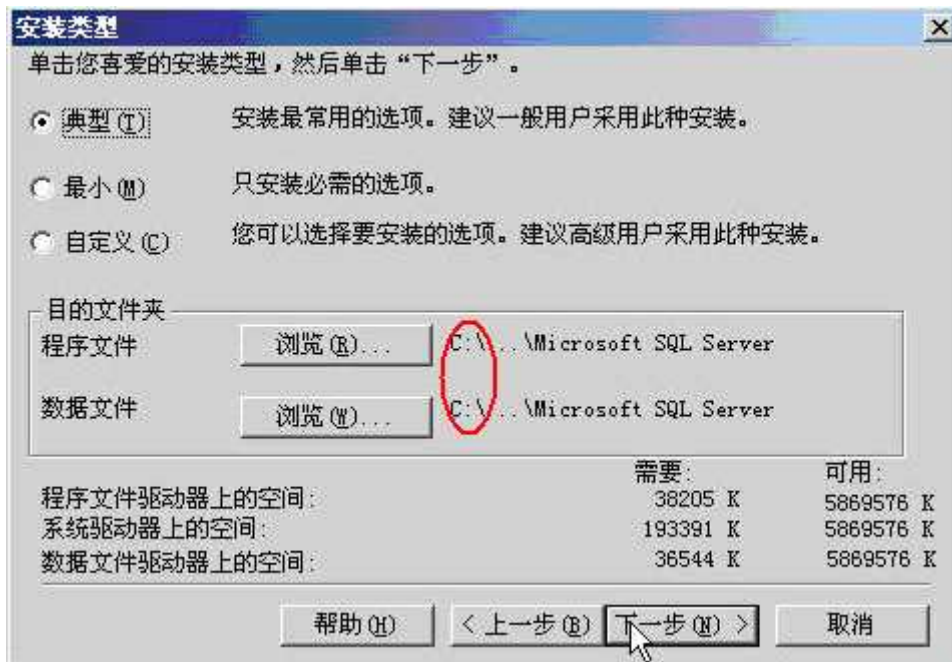 安装类型
单击您喜爱的安装类型，然后单击“下一步”。
典型(T) 安装最常用的选项。建议一般用户采用此种安装。
最小(M) 只安装必需的选项。
自定义(C) 您可以选择要安装的选项。建议高级用户采用此种安装。
目的文件夹
程序文件 浏览(R)... C:\...\Microsoft SQL Server
数据文件 浏览(W)... C:\...\Microsoft SQL Server
需要: 可用:
程序文件驱动器上的空间: 38205 K 5869576 K
系统驱动器上的空间: 193391 K 5869576 K
数据文件驱动器上的空间: 36544 K 5869576 K
帮助(H) < 上一步(B) 下一步(N) > 取消